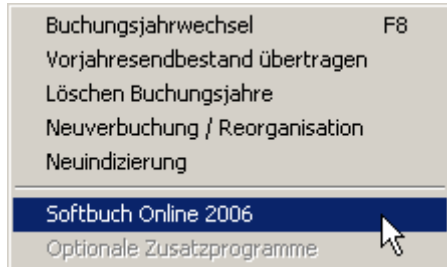 Buchungsjahrwechsel F8
Vorjahresendbestand übertragen
Löschen Buchungsjahre
Neuverbuchung / Reorganisation
Neuindizierung
Softbuch Online 2006
Optionale Zusatzprogramme